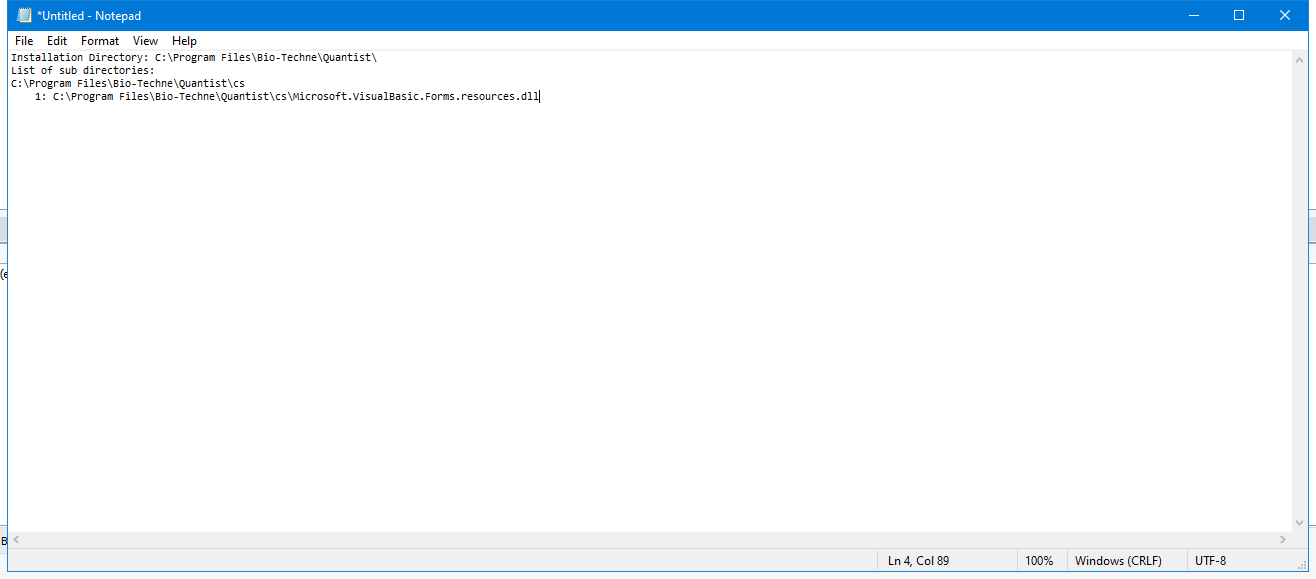 *Untitled - Notepad
File Edit Format View Help
Installation Directory: C:\Program Files\Bio-Techne\Quantist\
List of sub directories:
C:\Program Files\Bio-Techne\Quantist\cs
    1: C:\Program Files\Bio-Techne\Quantist\cs\Microsoft.VisualBasic.Forms.resources.dll
(e
B
Ln 4, Col 89 100% Windows (CRLF) UTF-8